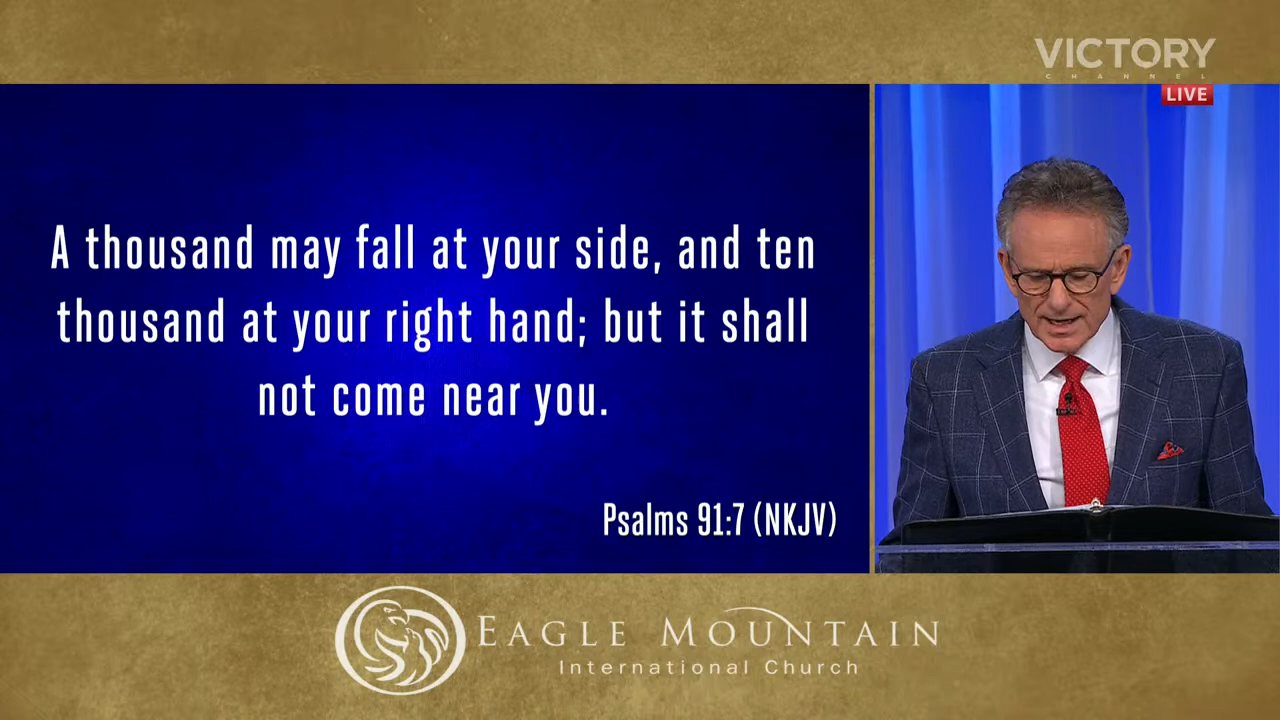 VICTORY
CHANNEL
LIVE
A thousand may fall at your side, and ten
thousand at your right hand; but it shall
not come near you.
Psalms 91:7 (NKJV)
EAGLE MOUNTAIN
International Church